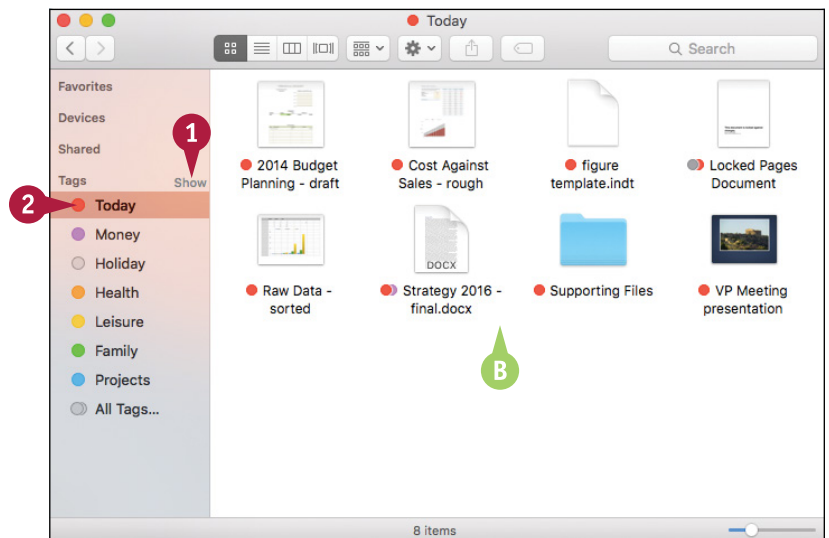 Today
Search
Favorites
Devices
Shared
Tags
Show
1
2
Today
Money
Holiday
Health
Leisure
Family
Projects
All Tags...
2014 Budget
Planning - draft
Cost Against
Sales - rough
figure
template.indt
Locked Pages
Document
Raw Data -
sorted
DOCX
Strategy 2016 -
final.docx
Supporting Files
VP Meeting
presentation
B
8 items